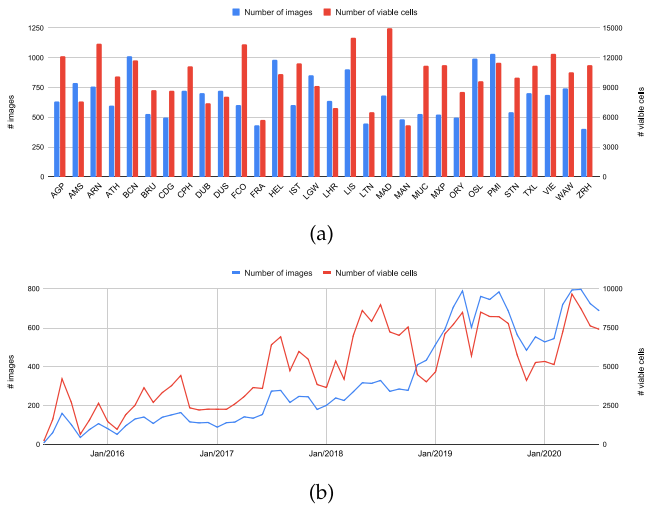 Number of images Number of viable cells
1250 15000
1000 12000
750 9000
500 6000
250 3000
0 0
# images
# viable cells
AGP AMS ARN ATH BCN BRU CDG CPH DUB DUS FCO FRA HEL IST LGW LHR LIS LTN MAD MAN MUC MXP ORY OSL PMI STN TXL VIE WAW ZRH
(a)
Number of images Number of viable cells
800 10000
600 7500
400 5000
200 2500
0 0
# images
# viable cells
Jan/2016 Jan/2017 Jan/2018 Jan/2019 Jan/2020
(b)